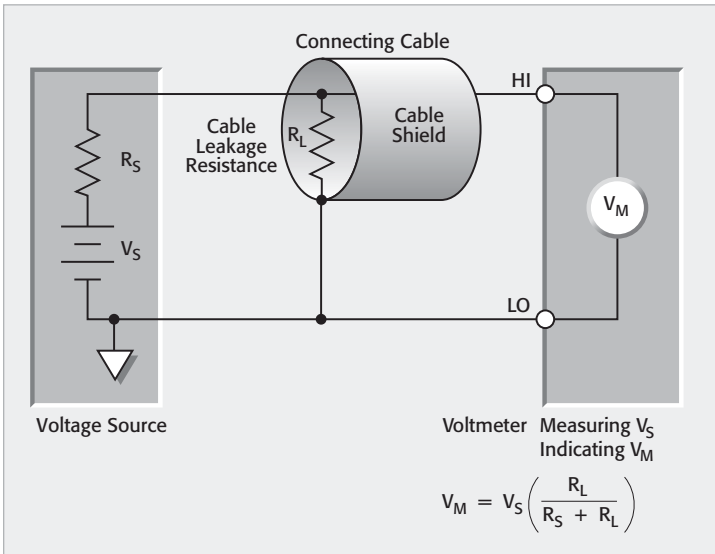 Connecting Cable
HI
Cable
Leakage
Resistance
R_L
Cable
Shield
R_S
V_S
V_M
LO
Voltage Source
Voltmeter Measuring V_S
Indicating V_M
V_M = V_S ( R_L / ( R_S + R_L ) )